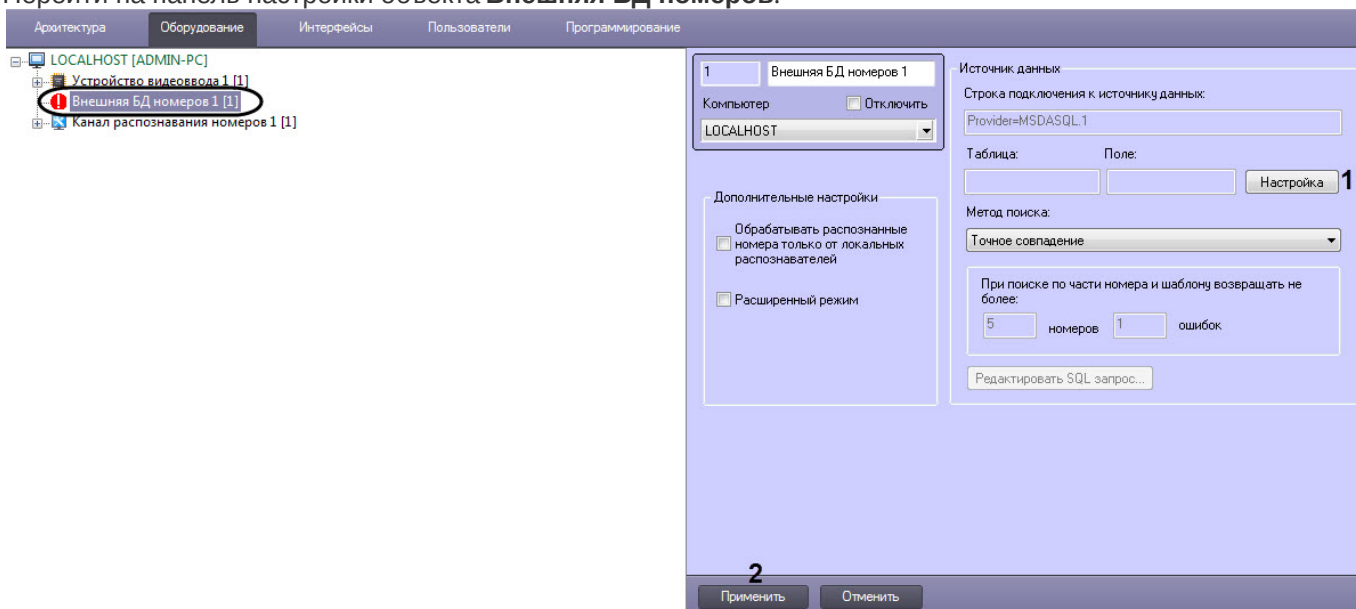 Перейти на панель настройки объекта Внешняя БД номеров.
Архитектура Оборудование Интерфейсы Пользователи Программирование
LOCALHOST [ADMIN-PC]
Устройство видеоввода 1 [1]
Внешняя БД номеров 1 [1]
Канал распознавания номеров 1 [1]
1 Внешняя БД номеров 1
Компьютер Отключить
LOCALHOST
Дополнительные настройки
Обрабатывать распознанные
номера только от локальных
распознавателей
Расширенный режим
Источник данных
Строка подключения к источнику данных:
Provider=MSDASQL.1
Таблица: Поле:
Настройка 1
Метод поиска:
Точное совпадение
При поиске по части номера и шаблону возвращать не
более:
5 номеров 1 ошибок
Редактировать SQL запрос...
2
Применить Отменить